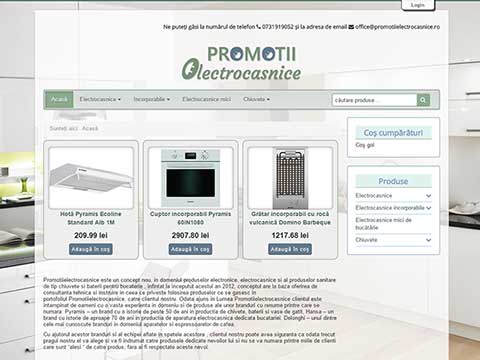 Login
Ne puteți găsi la numărul de telefon 0731919052 și la adresa de email office@promotiielectrocasnice.ro
PROMOTII
Electrocasnice
Acasă Electrocasnice Incorporabile Electrocasnice mici Chiuvete căutare produse ...
Sunteți aici: Acasă
Coș cumpărături
Coș gol
Produse
Electrocasnice
Electrocasnice incorporabile
Electrocasnice mici de bucătărie
Chiuvete
Hotă Pyramis Ecoline Standard Alb 1M
209.99 lei
Adaugă în coș
Cuptor incorporabil Pyramis 60IN1080
2907.80 lei
Adaugă în coș
Grătar incorporabil cu rocă vulcanică Domino Barbeque
1217.68 lei
Adaugă în coș
Promotiielectrocasnice este un concept nou, in domeniul produselor electronice, electrocasnice si al produselor sanitare
de tip chiuvete si baterii pentru bucatarie. Infiintat la inceputul acestui an 2012, conceptul are la baza oferirea de
consultanta tehnica si instruire in ceea ce priveste folosirea produselor ce se gasesc in
portofoliul Promotiielectrocasnice, catre clientul nostru. Odata ajuns in Lumea Promotiielectrocasnice clientul este
intampinat de oameni cu o vasta experienta in domeniu si de produse ale unor branduri cu renume printre care se
numara: Pyramis – un brand cu o istorie de peste 50 de ani in productia de chivete, baterii si vase de gatit, Hansa – un
brand cu istorie de aproape 70 de ani in productia de aparatura electrocasnica dedicata bucatariei, Delonghi – unul dintre
cele mai cunoscute branduri in domeniul aparatelor si espressoarelor de cafea.
Cu ajutorul acestor branduri si al echipei aflate in spatele acestora , clientul nostru poate avea siguranta ca odata trecut
pragul nostru el va alege si va fi indrumat catre produsele dedicate nevoilor lui si nu se va numara printre miile de clienti
care sunt "alesi " de catre produs, fara al fi respectate aceste nevoi.